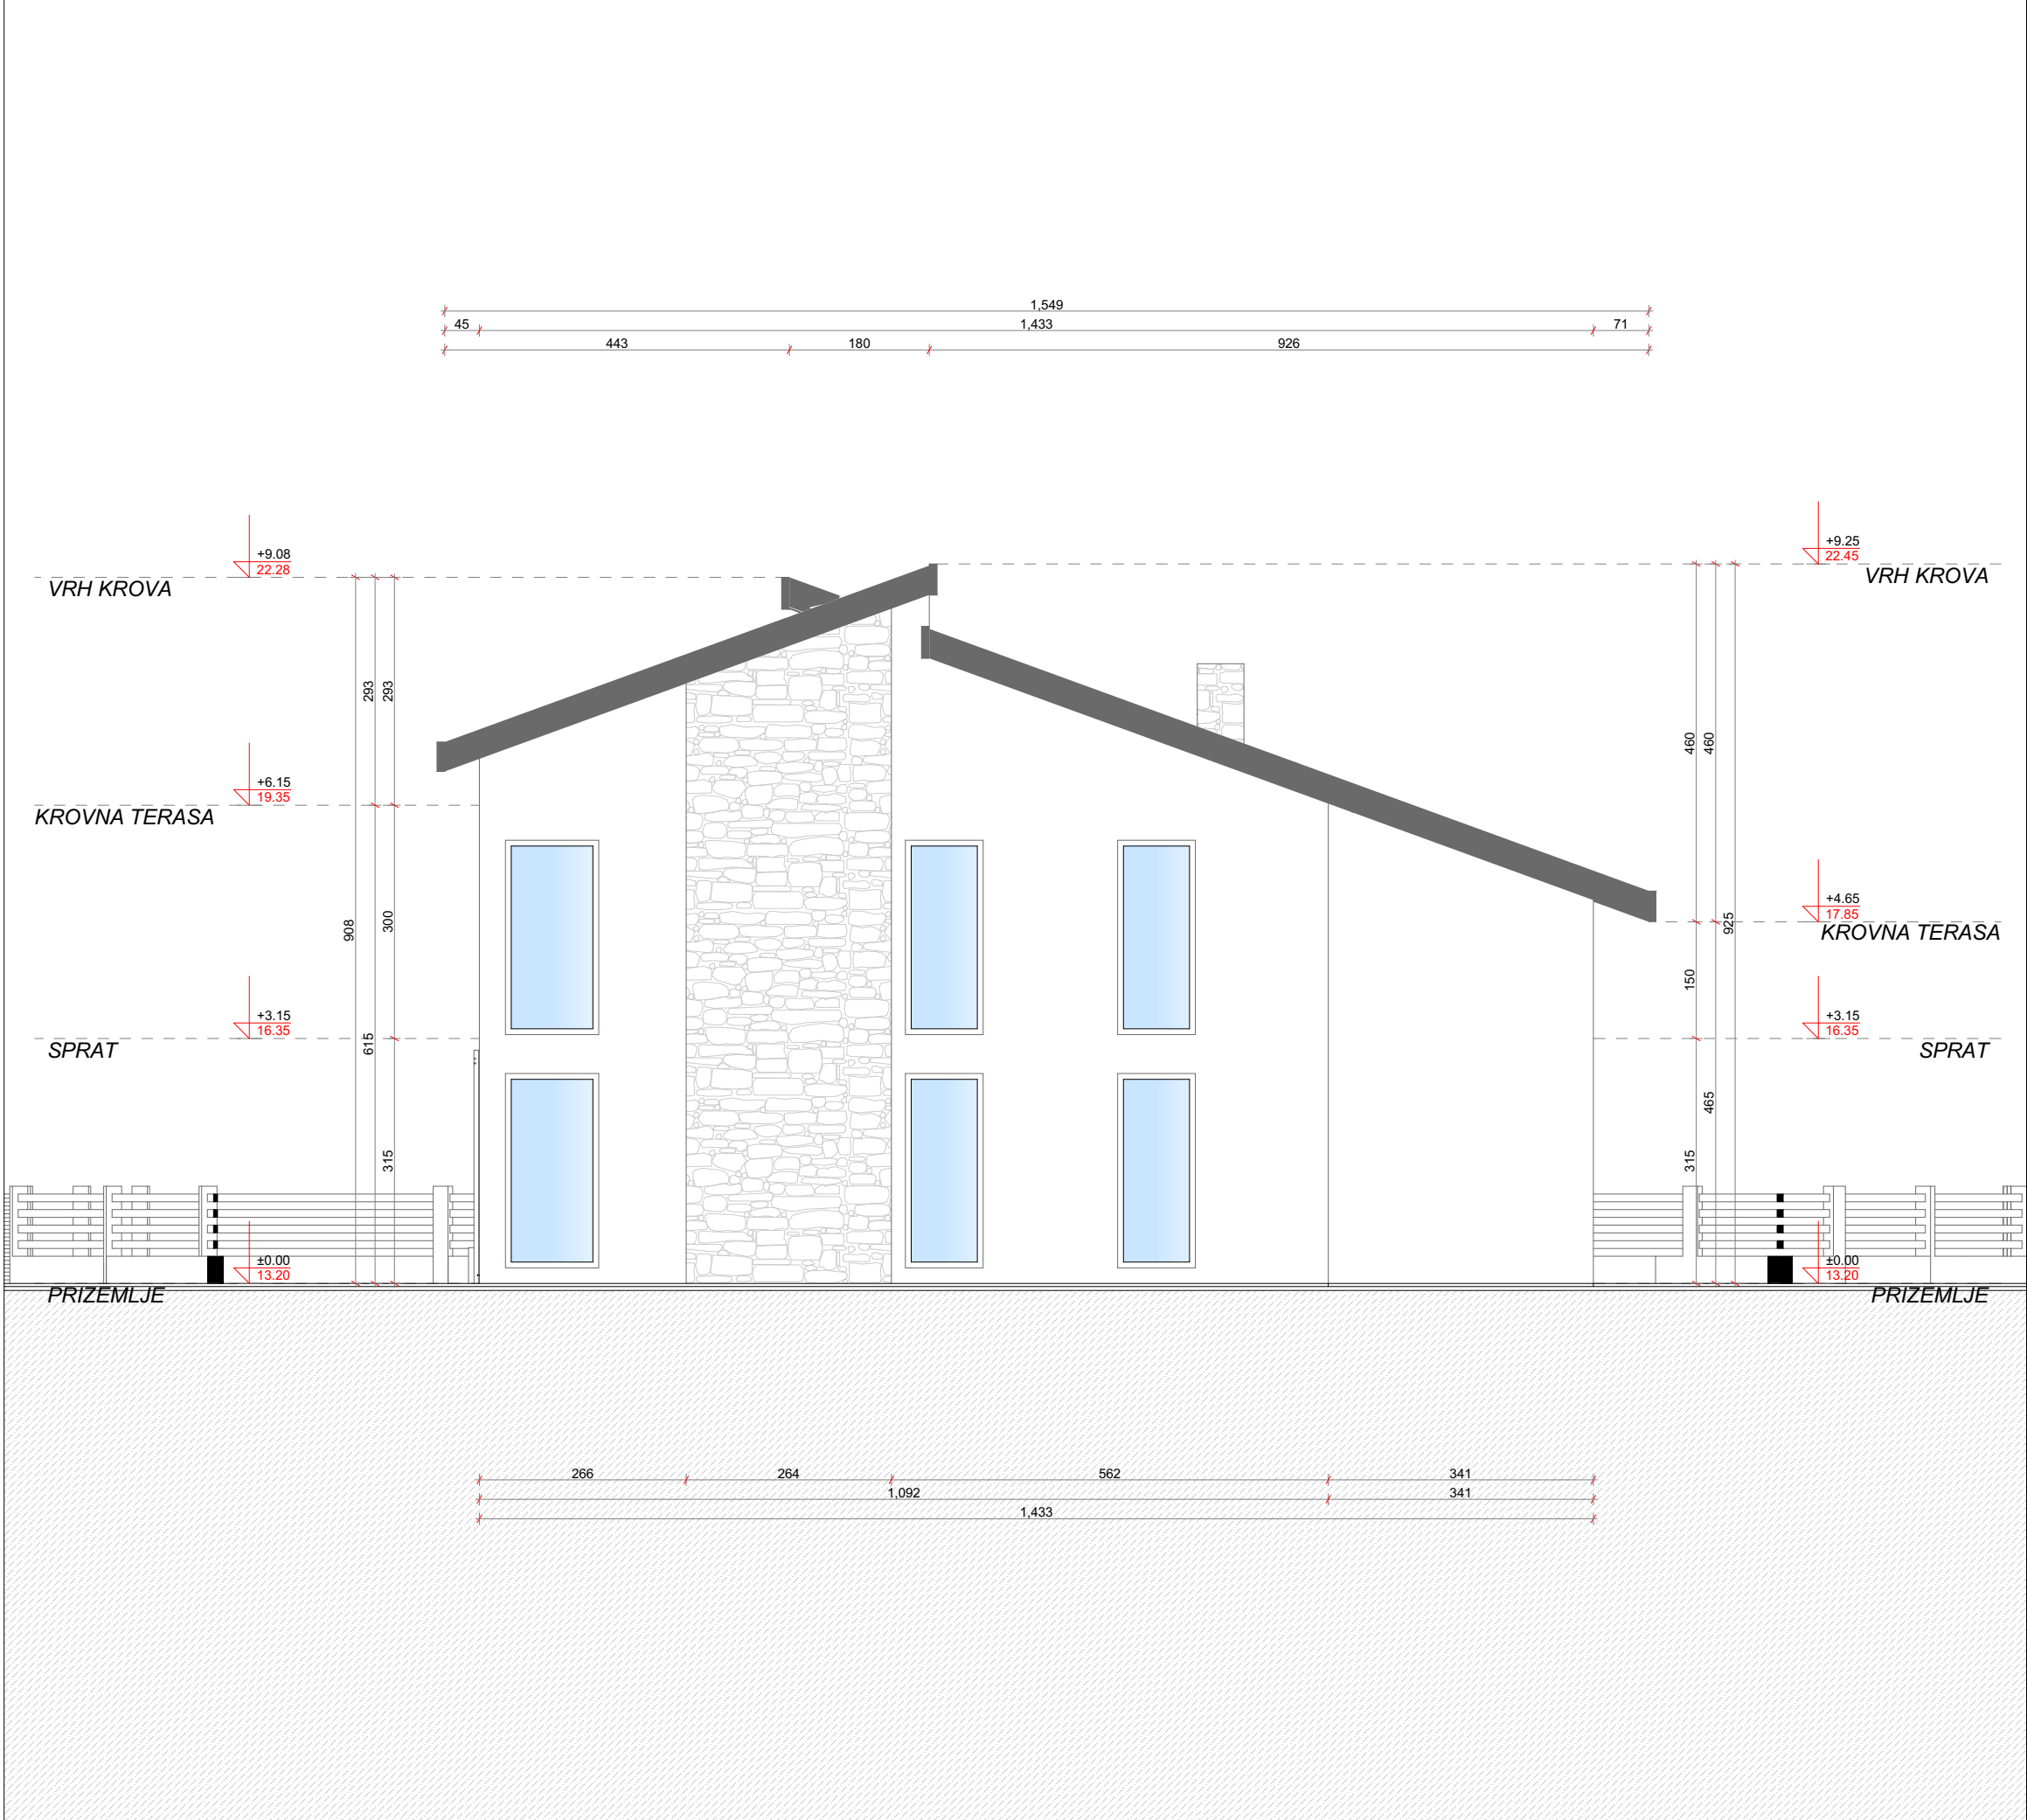 1,549
45 1,433 71
443 180 926
+9.25
22.45
VRH KROVA
+9.08
22.28
VRH KROVA
293 293
460 460
+6.15
19.35
KROVNA TERASA
+4.65
17.85
KROVNA TERASA
908 300
925
150
+3.15
16.35
SPRAT
+3.15
16.35
SPRAT
615
465
315
315
±0.00
13.20
PRIZEMLJE
±0.00
13.20
PRIZEMLJE
266 264 562 341
1,092 341
1,433